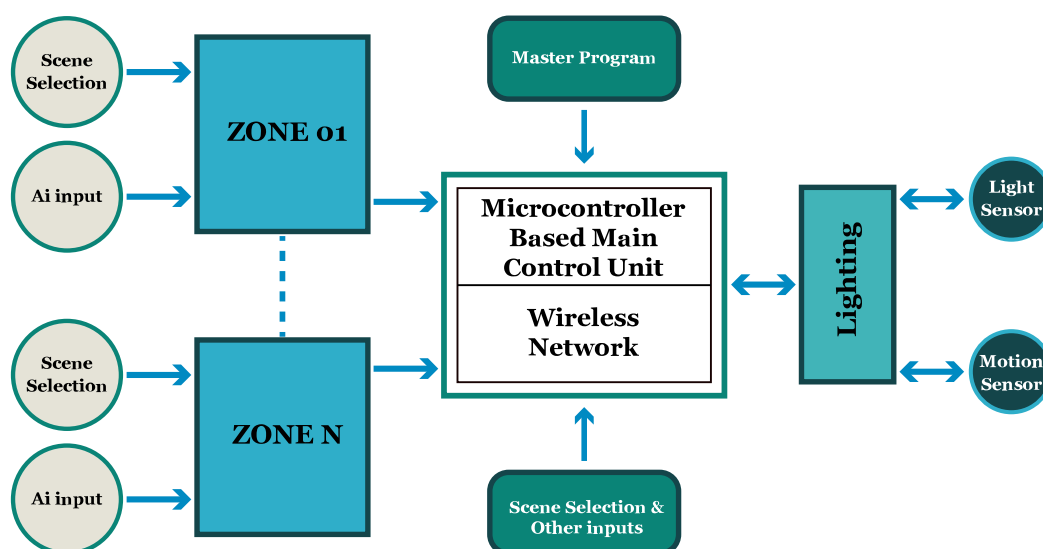 Scene
Selection
Ai input
ZONE 01
Master Program
Microcontroller
Based Main
Control Unit
Wireless
Network
Lighting
Light
Sensor
Motion
Sensor
Scene
Selection
Ai input
ZONE N
Scene Selection &
Other inputs